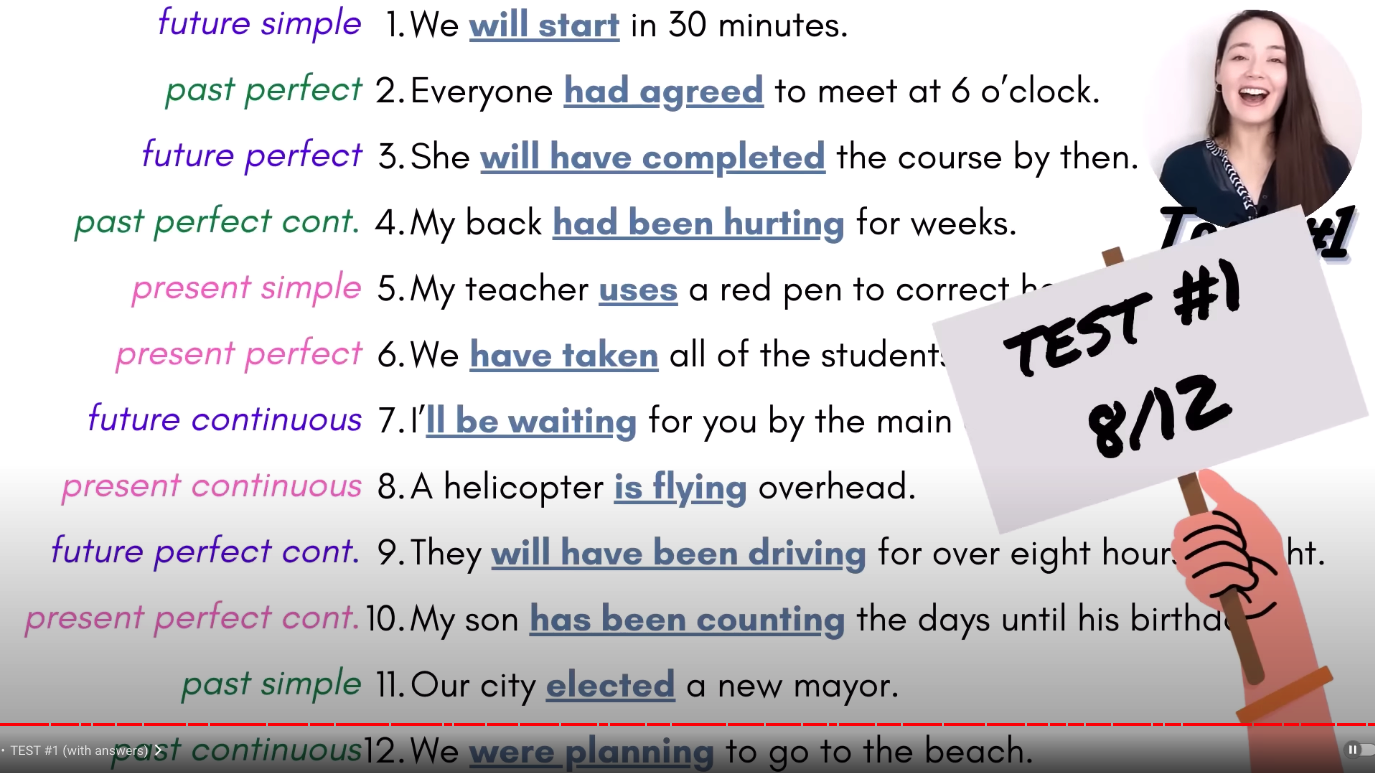 future simple 1. We will start in 30 minutes.
past perfect 2. Everyone had agreed to meet at 6 o’clock.
future perfect 3. She will have completed the course by then.
past perfect cont. 4. My back had been hurting for weeks.
#1
present simple 5. My teacher uses a red pen to correct
present perfect 6. We have taken all of the students
future continuous 7. I’ll be waiting for you by the main
TEST #1
8/12
present continuous 8. A helicopter is flying overhead.
future perfect cont. 9. They will have been driving for over eight
present perfect cont. 10. My son has been counting the days until his
past simple 11. Our city elected a new mayor.
past continuous 12. We were planning to go to the beach.
• TEST #1 (with answers)